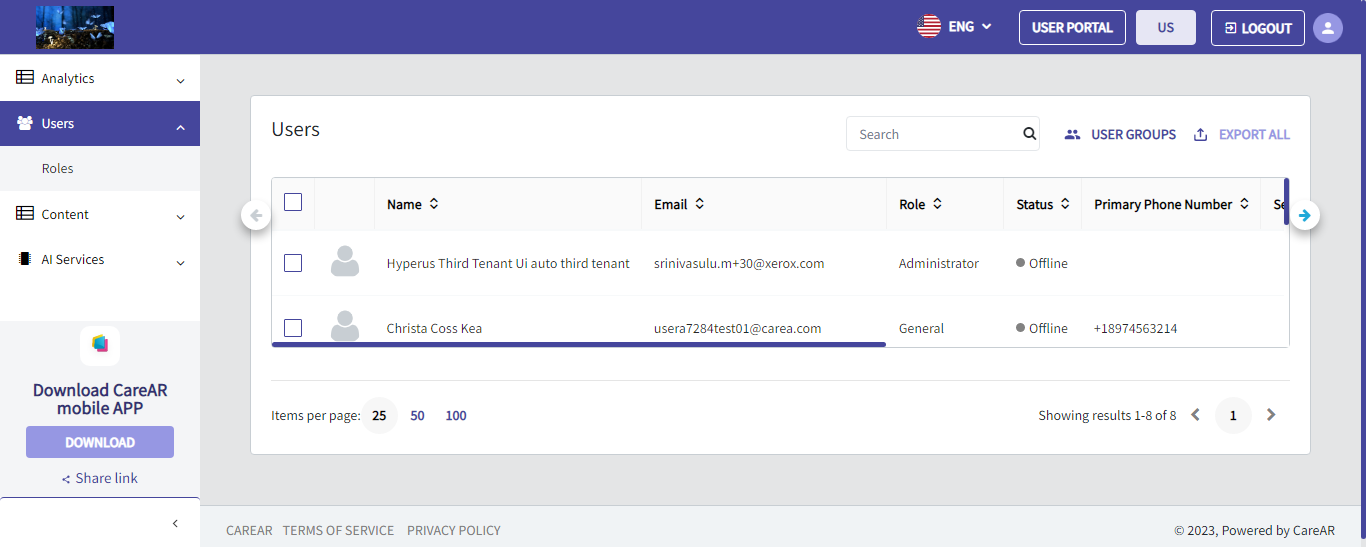 ENG USER PORTAL US LOGOUT
Analytics
Users
Roles
Content
AI Services
Download CareAR
mobile APP
DOWNLOAD
Share link
Users
Search USER GROUPS EXPORT ALL
Name Email Role Status Primary Phone Number Se
Hyperus Third Tenant Ui auto third tenant srinivasulu.m+30@xerox.com Administrator Offline
Christa Coss Kea usera7284test01@carea.com General Offline +18974563214
Items per page: 25 50 100 Showing results 1-8 of 8 1
CAREAR TERMS OF SERVICE PRIVACY POLICY © 2023, Powered by CareAR